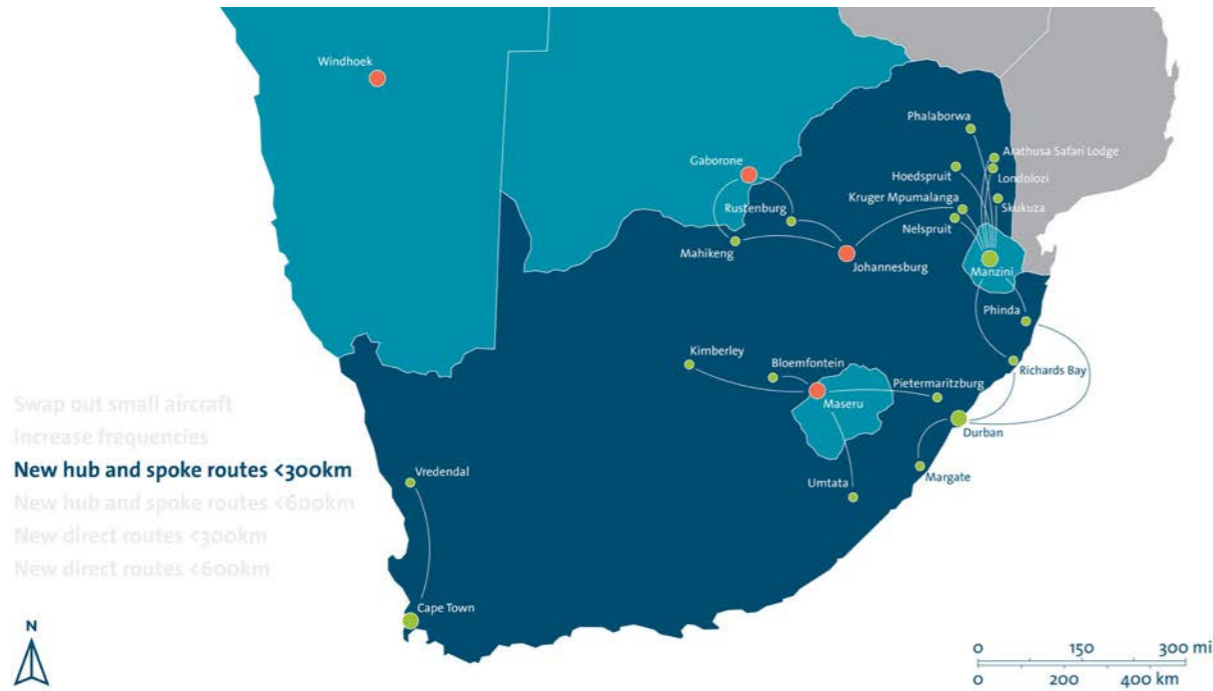 Windhoek
Phalaborwa
Arathusa Safari Lodge
Gaborone
Hoedspruit
Londolozi
Kruger Mpumalanga
Skukuza
Rustenburg
Nelspruit
Mahikeng
Johannesburg
Manzini
Phinda
Kimberley
Bloemfontein
Richards Bay
Pietermaritzburg
Maseru
Durban
Swap out small aircraft
Increase frequencies
New hub and spoke routes <300km
New hub and spoke routes <600km
New direct routes <300km
New direct routes <600km
Vredendal
Umtata
Margate
Cape Town
N
0 150 300 mi
0 200 400 km